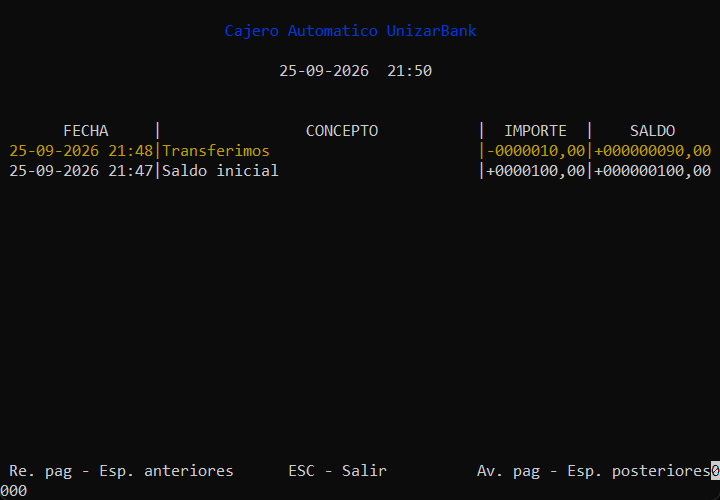 Cajero Automatico UnizarBank
25-09-2026  21:50
FECHA     |                CONCEPTO           |  IMPORTE  |    SALDO
25-09-2026 21:48|Transferimos                       |-0000010,00|+000000090,00
25-09-2026 21:47|Saldo inicial                      |+0000100,00|+000000100,00
Re. pag - Esp. anteriores      ESC - Salir          Av. pag - Esp. posteriores0
000